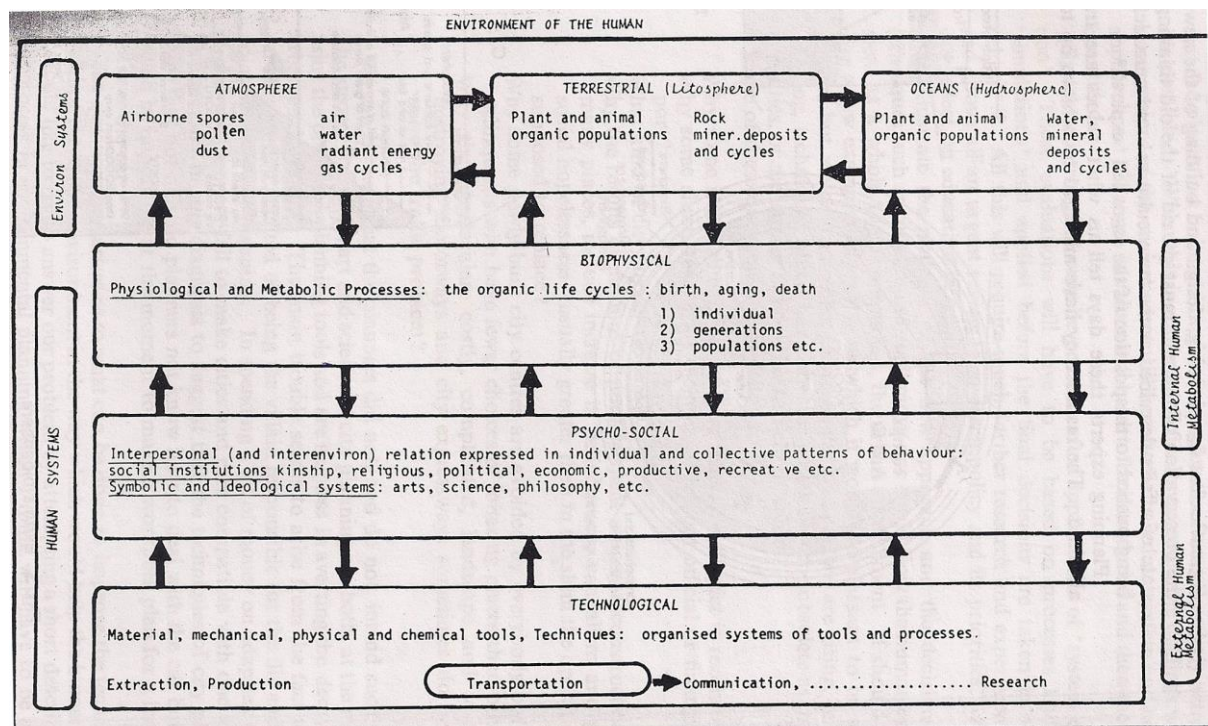 ENVIRONMENT OF THE HUMAN
Environ Systems
ATMOSPHERE
Airborne spores
pollen
dust
air
water
radiant energy
gas cycles
TERRESTRIAL (Litosphere)
Plant and animal
organic populations
Rock
miner.deposits
and cycles
OCEANS (Hydrosphere)
Plant and animal
organic populations
Water,
mineral
deposits
and cycles
HUMAN SYSTEMS
BIOPHYSICAL
Physiological and Metabolic Processes: the organic life cycles : birth, aging, death
1) individual
2) generations
3) populations etc.
Internal Human
Metabolism
PSYCHO-SOCIAL
Interpersonal (and interenviron) relation expressed in individual and collective patterns of behaviour:
social institutions kinship, religious, political, economic, productive, recreat ve etc.
Symbolic and Ideological systems: arts, science, philosophy, etc.
External Human
Metabolism
TECHNOLOGICAL
Material, mechanical, physical and chemical tools, Techniques: organised systems of tools and processes.
Extraction, Production Transportation Communication, .................... Research